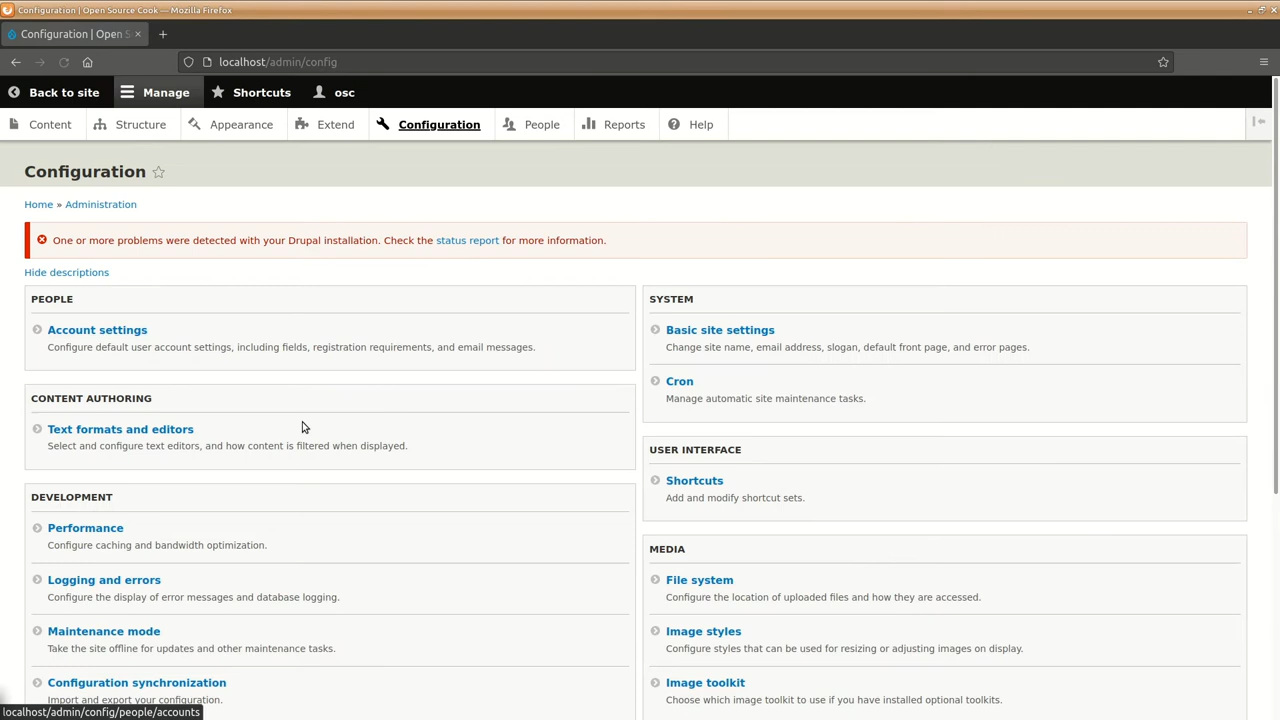 Configuration | Open Source Cook — Mozilla Firefox
Configuration | Open S
localhost/admin/config
Back to site
Manage
Shortcuts
osc
Content
Structure
Appearance
Extend
Configuration
People
Reports
Help
Configuration
Home » Administration
One or more problems were detected with your Drupal installation. Check the status report for more information.
Hide descriptions
PEOPLE
Account settings
Configure default user account settings, including fields, registration requirements, and email messages.
CONTENT AUTHORING
Text formats and editors
Select and configure text editors, and how content is filtered when displayed.
DEVELOPMENT
Performance
Configure caching and bandwidth optimization.
Logging and errors
Configure the display of error messages and database logging.
Maintenance mode
Take the site offline for updates and other maintenance tasks.
Configuration synchronization
Import and export your configuration.
SYSTEM
Basic site settings
Change site name, email address, slogan, default front page, and error pages.
Cron
Manage automatic site maintenance tasks.
USER INTERFACE
Shortcuts
Add and modify shortcut sets.
MEDIA
File system
Configure the location of uploaded files and how they are accessed.
Image styles
Configure styles that can be used for resizing or adjusting images on display.
Image toolkit
Choose which image toolkit to use if you have installed optional toolkits.
localhost/admin/config/people/accounts